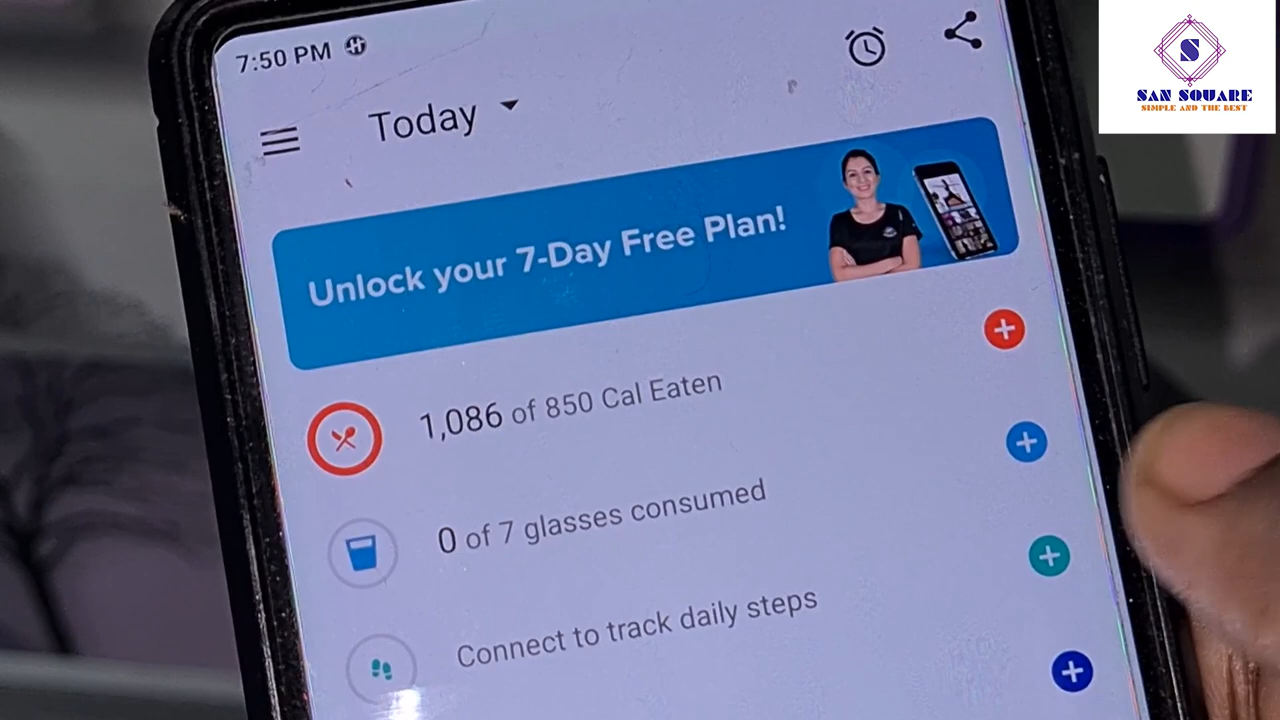 7:50 PM
Today
Unlock your 7-Day Free Plan!
1,086 of 850 Cal Eaten
0 of 7 glasses consumed
Connect to track daily steps
S
SAN SQUARE
SIMPLE AND THE BEST